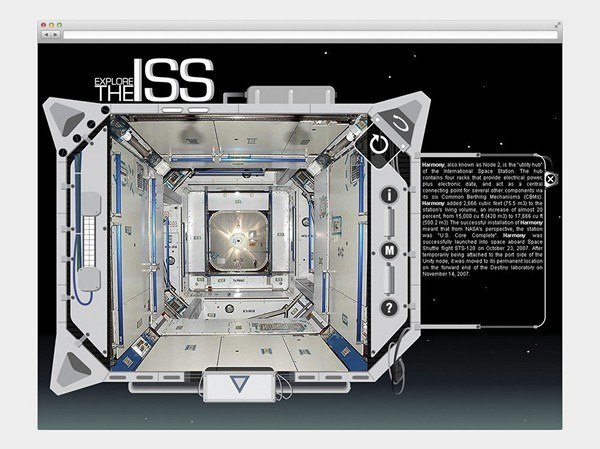 EXPLORE
THE ISS
Harmony, also known as Node 2, is the "utility hub"
of the International Space Station. The hub
contains four racks that provide electrical power,
plus electronic data, and act as a central
connecting point for several other components via
its six Common Berthing Mechanisms (CBMs).
Harmony added 2,666 cubic feet (75.5 m3) to the
station's living volume, an increase of almost 20
percent, from 15,000 cu ft (420 m3) to 17,666 cu ft
(500.2 m3). The successful installation of Harmony
meant that from NASA's perspective, the station
was "U.S. Core Complete". Harmony was
successfully launched into space aboard Space
Shuttle flight STS-120 on October 23, 2007. After
temporarily being attached to the port side of the
Unity node, it was moved to its permanent location
on the forward end of the Destiny laboratory on
November 14, 2007.
i
M
?